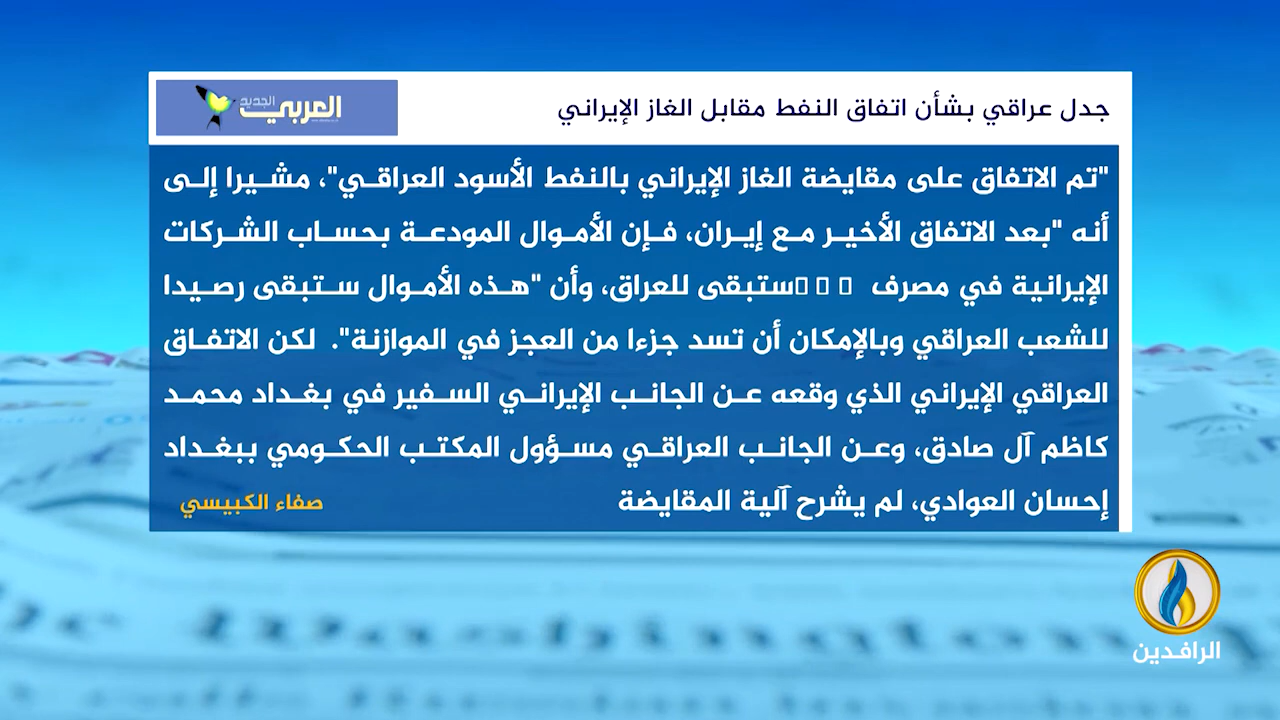 جدل عراقي بشأن اتفاق النفط مقابل الغاز الإيراني
العربي الجديد
"تم الاتفاق على مقايضة الغاز الإيراني بالنفط الأسود العراقي"، مشيرا إلى
أنه "بعد الاتفاق الأخير مع إيران، فإن الأموال المودعة بحساب الشركات
الإيرانية في مصرف ▯▯▯ستبقى للعراق، وأن "هذه الأموال ستبقى رصيدا
للشعب العراقي وبالإمكان أن تسد جزءا من العجز في الموازنة". لكن الاتفاق
العراقي الإيراني الذي وقعه عن الجانب الإيراني السفير في بغداد محمد
كاظم آل صادق، وعن الجانب العراقي مسؤول المكتب الحكومي ببغداد
إحسان العوادي، لم يشرح آلية المقايضة
صفاء الكبيسي
الرافدين